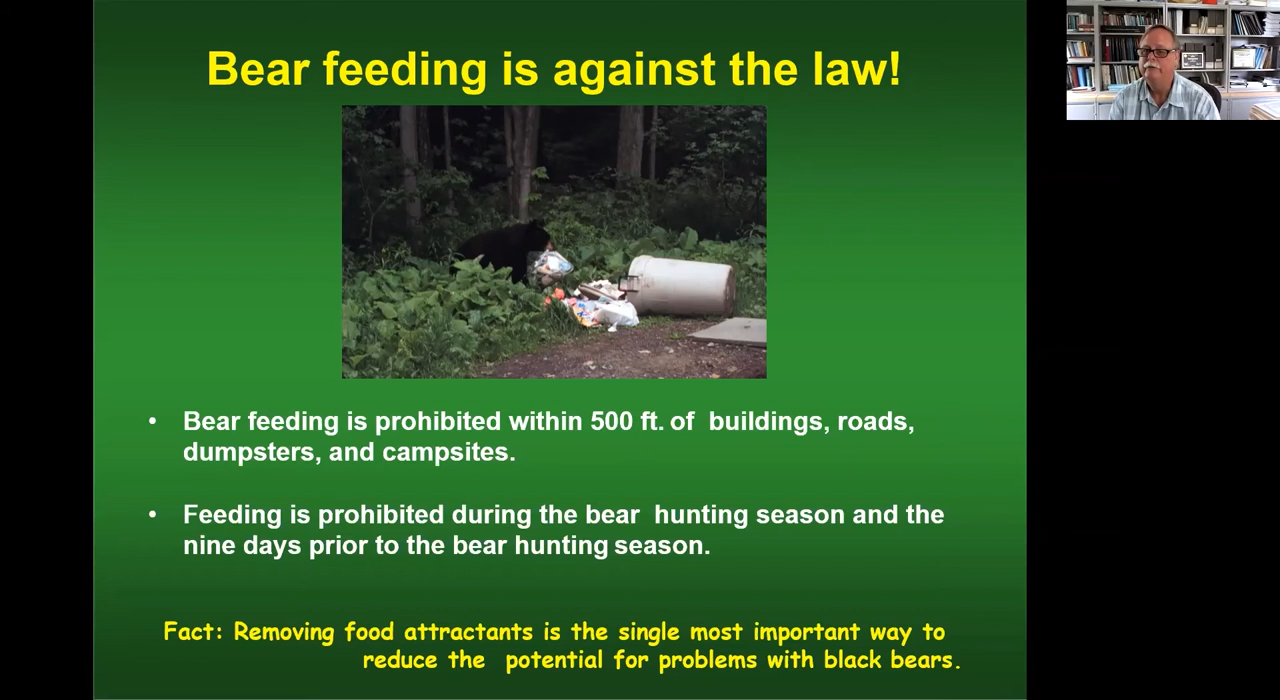 Bear feeding is against the law!
• Bear feeding is prohibited within 500 ft. of buildings, roads,
dumpsters, and campsites.
• Feeding is prohibited during the bear hunting season and the
nine days prior to the bear hunting season.
Fact: Removing food attractants is the single most important way to
reduce the potential for problems with black bears.